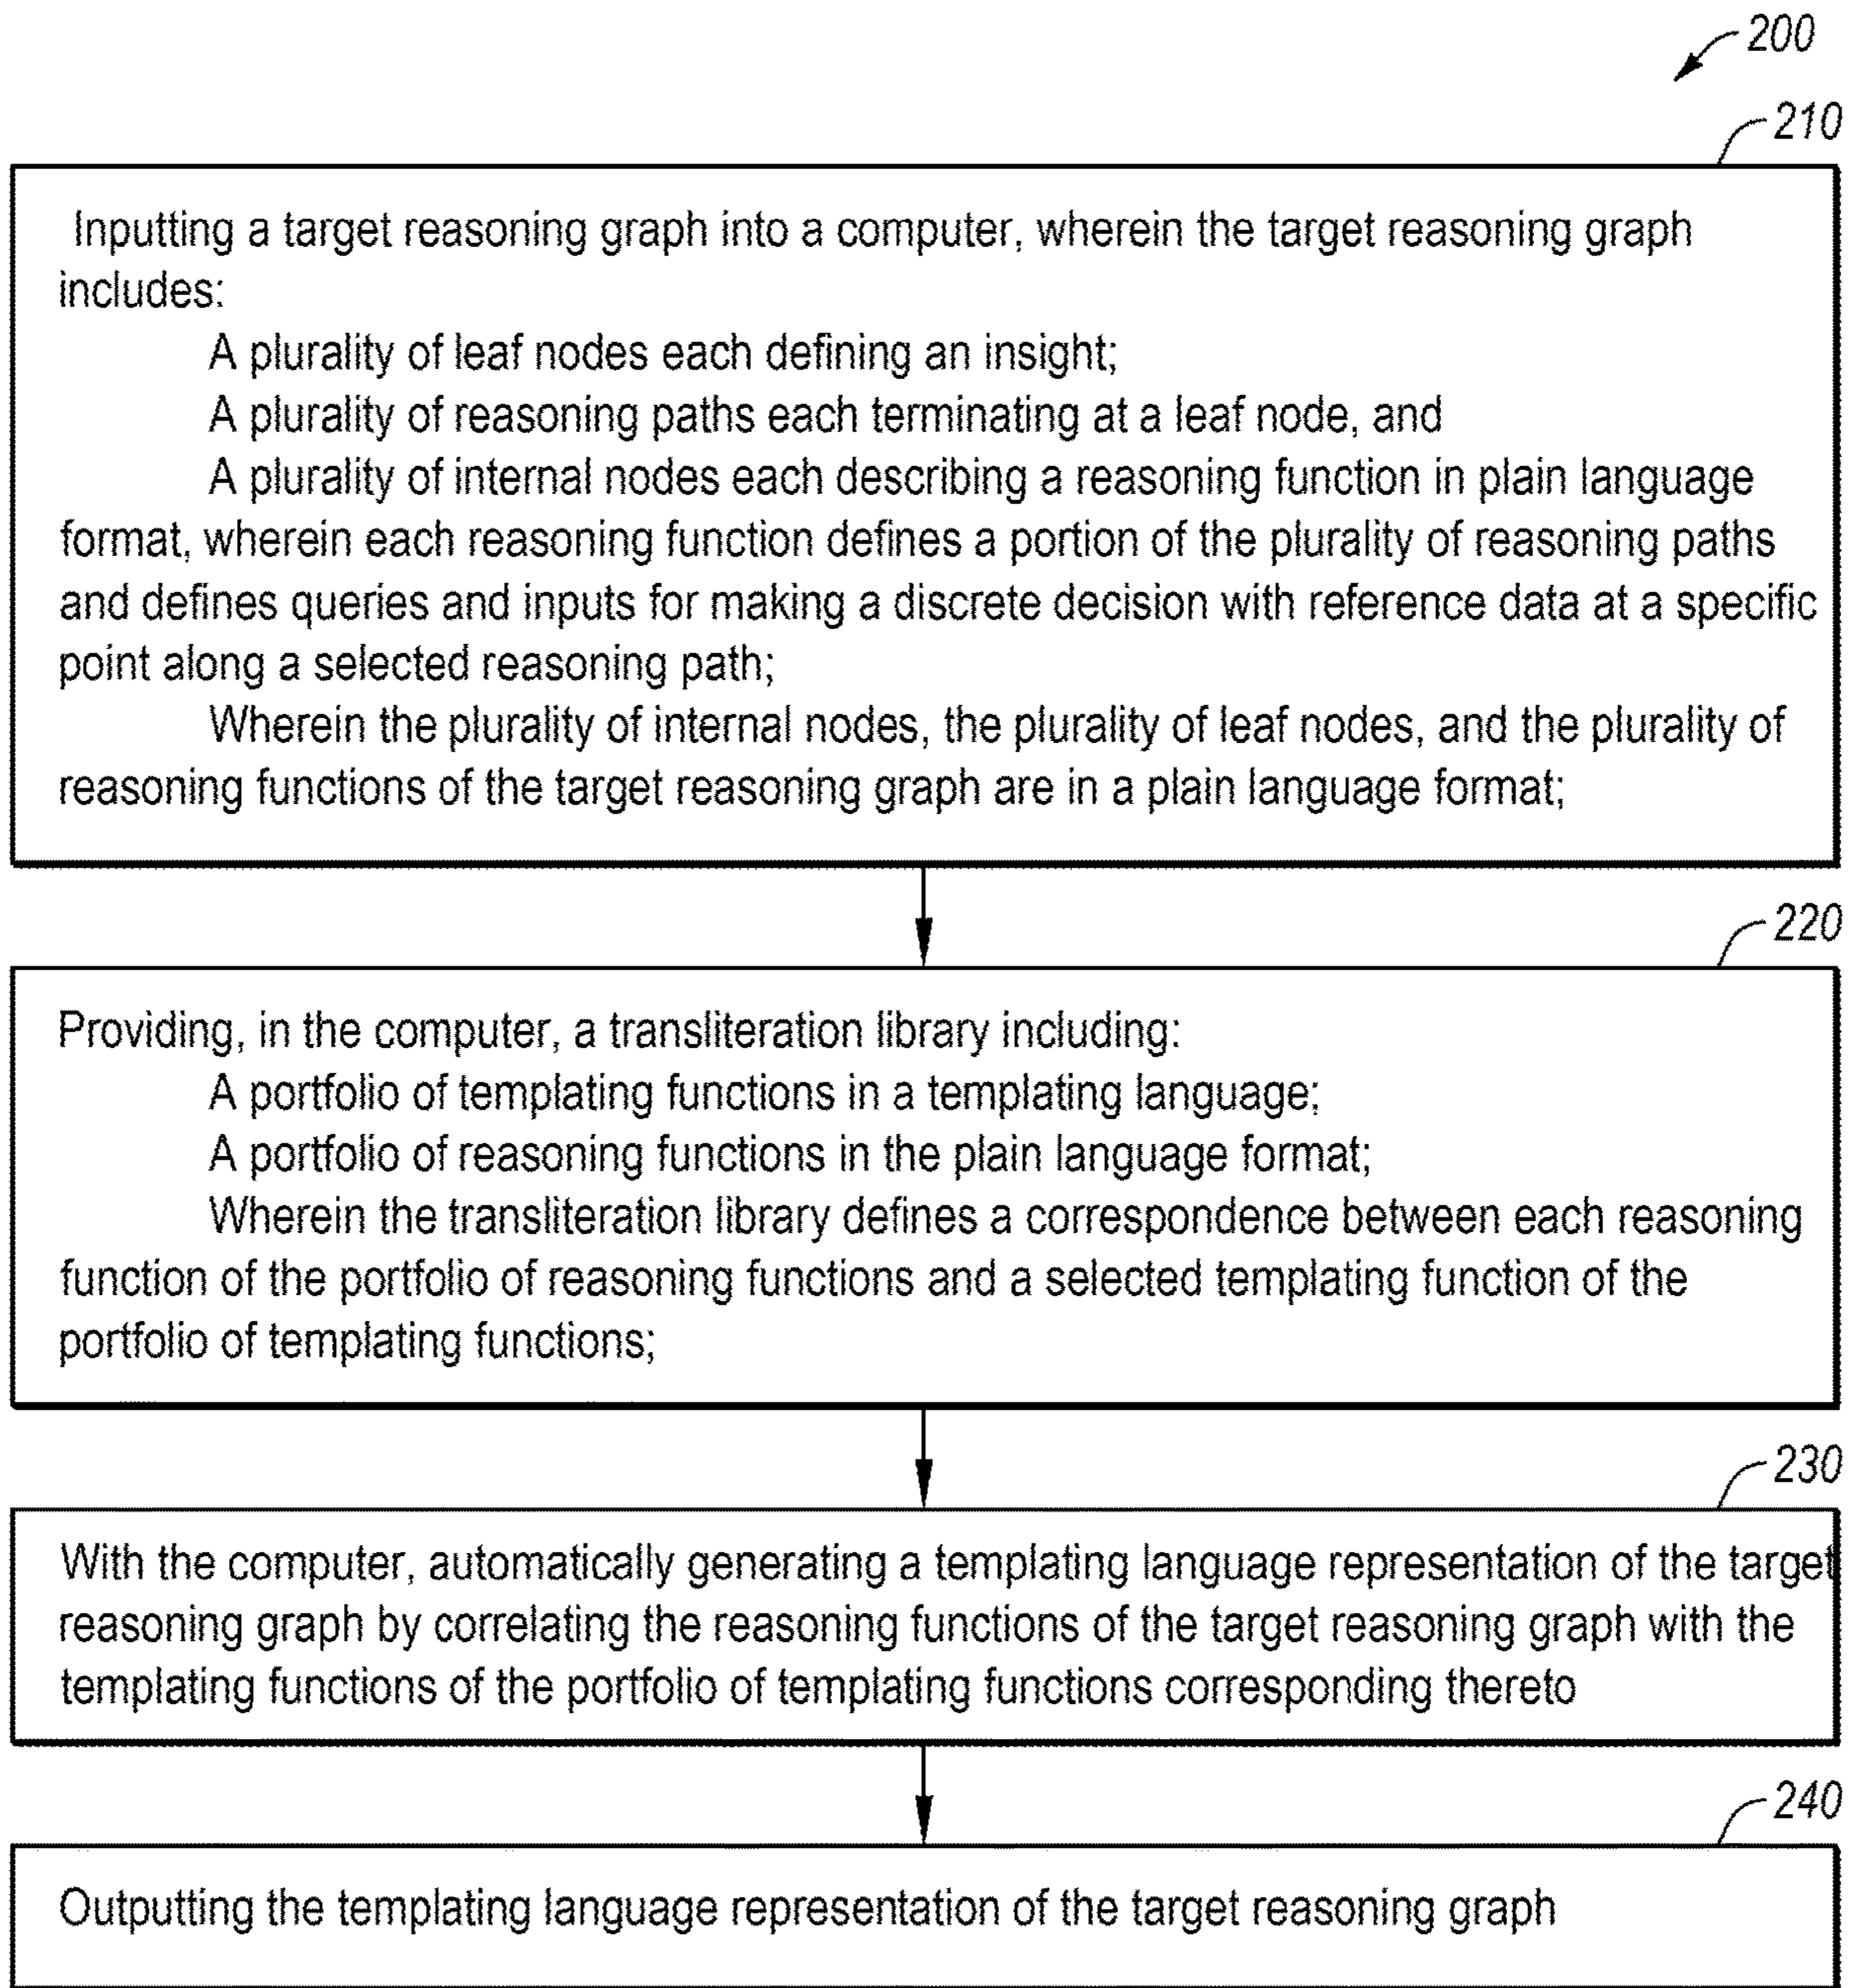 200
210
Inputting a target reasoning graph into a computer, wherein the target reasoning graph
includes:
A plurality of leaf nodes each defining an insight;
A plurality of reasoning paths each terminating at a leaf node, and
A plurality of internal nodes each describing a reasoning function in plain language
format, wherein each reasoning function defines a portion of the plurality of reasoning paths
and defines queries and inputs for making a discrete decision with reference data at a specific
point along a selected reasoning path;
Wherein the plurality of internal nodes, the plurality of leaf nodes, and the plurality of
reasoning functions of the target reasoning graph are in a plain language format;
220
Providing, in the computer, a transliteration library including:
A portfolio of templating functions in a templating language;
A portfolio of reasoning functions in the plain language format;
Wherein the transliteration library defines a correspondence between each reasoning
function of the portfolio of reasoning functions and a selected templating function of the
portfolio of templating functions;
230
With the computer, automatically generating a templating language representation of the target
reasoning graph by correlating the reasoning functions of the target reasoning graph with the
templating functions of the portfolio of templating functions corresponding thereto
240
Outputting the templating language representation of the target reasoning graph